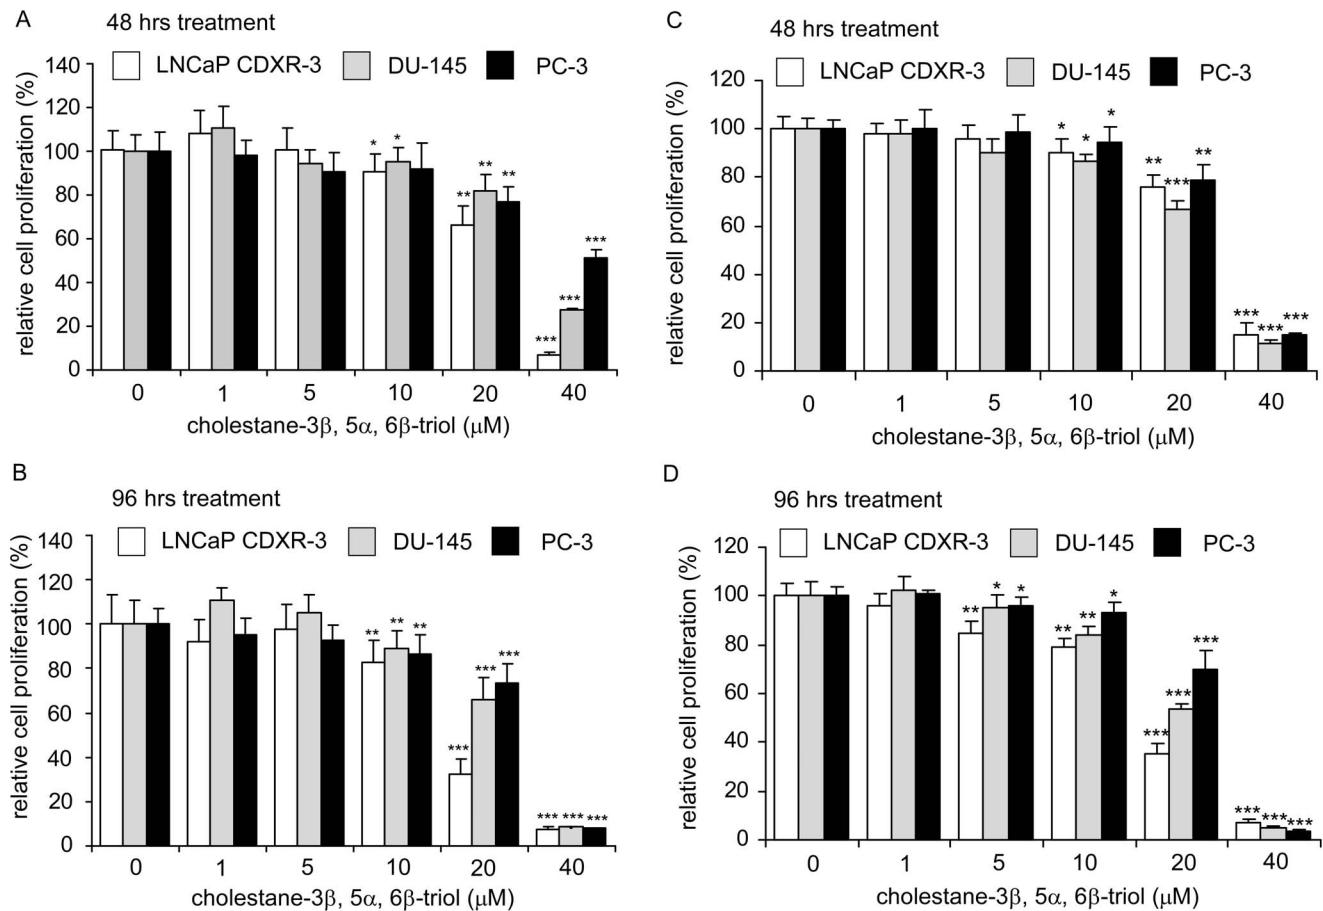 A
48 hrs treatment
LNCaP CDXR-3 DU-145 PC-3
relative cell proliferation (%)
140
120
100
80
60
40
20
0
* *
** ** **
*** *** ***
0 1 5 10 20 40
cholestane-3β, 5α, 6β-triol (μM)
B
96 hrs treatment
LNCaP CDXR-3 DU-145 PC-3
relative cell proliferation (%)
140
120
100
80
60
40
20
0
** ** **
*** *** ***
*** *** ***
0 1 5 10 20 40
cholestane-3β, 5α, 6β-triol (μM)
C
48 hrs treatment
LNCaP CDXR-3 DU-145 PC-3
relative cell proliferation (%)
120
100
80
60
40
20
0
* * *
** *** **
*** *** ***
0 1 5 10 20 40
cholestane-3β, 5α, 6β-triol (μM)
D
96 hrs treatment
LNCaP CDXR-3 DU-145 PC-3
relative cell proliferation (%)
120
100
80
60
40
20
0
** * *
** ** *
*** *** ***
*** *** ***
0 1 5 10 20 40
cholestane-3β, 5α, 6β-triol (μM)